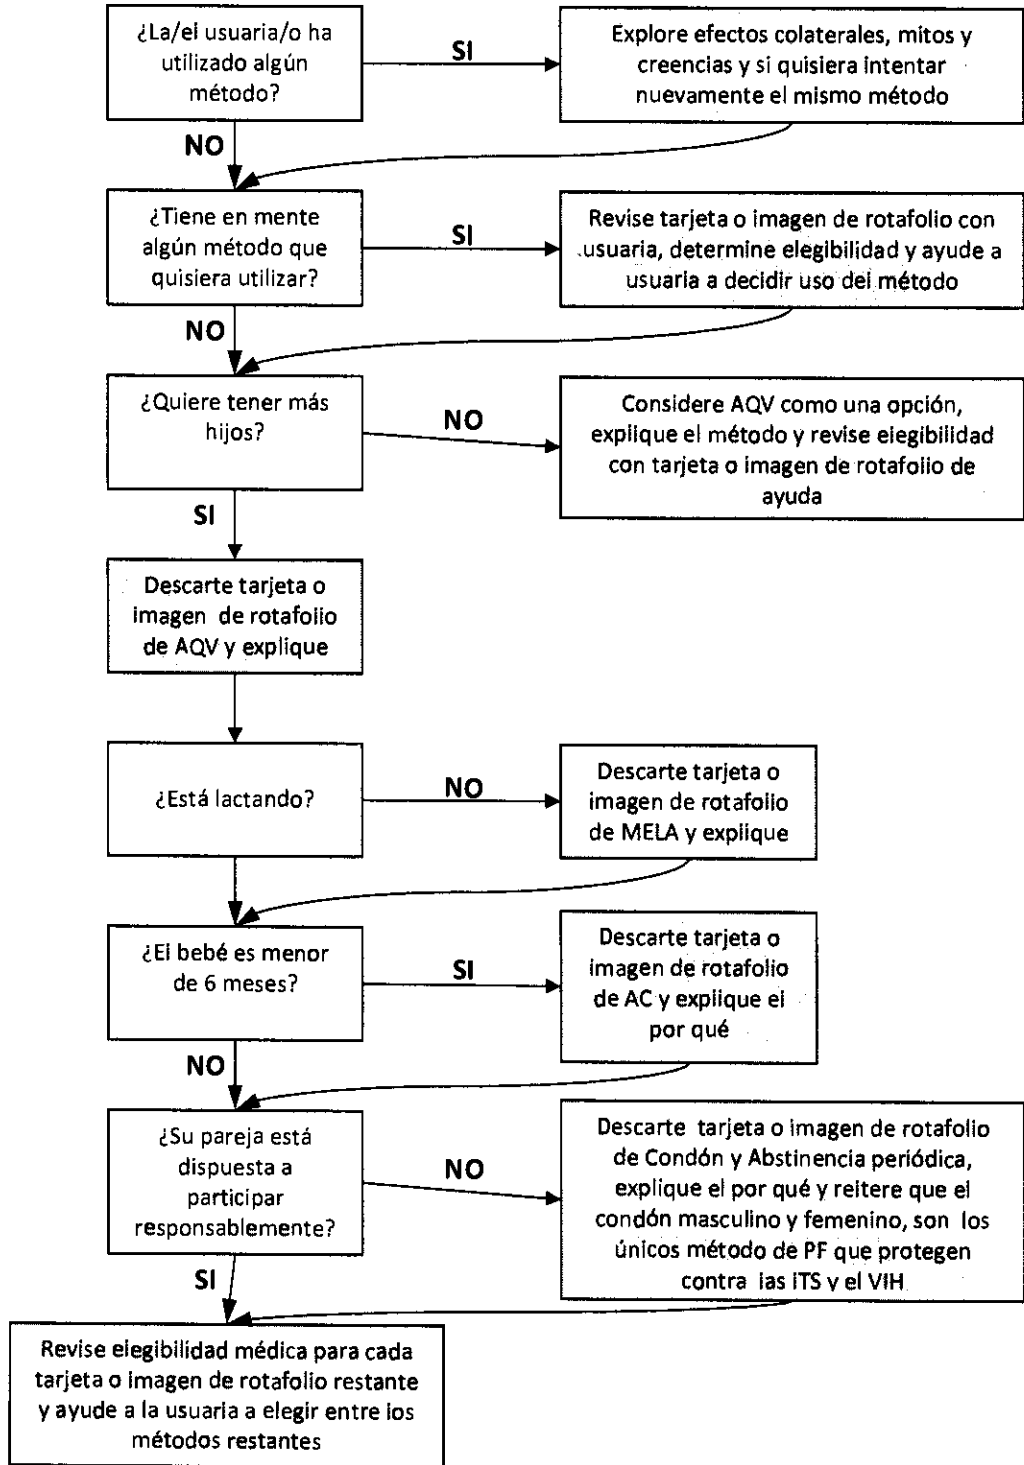 ¿La/el usuaria/o ha
utilizado algún
método?
SI
Explore efectos colaterales, mitos y
creencias y si quisiera intentar
nuevamente el mismo método
NO
¿Tiene en mente
algún método que
quisiera utilizar?
SI
Revise tarjeta o imagen de rotafolio con
usuaria, determine elegibilidad y ayude a
usuaria a decidir uso del método
NO
¿Quiere tener más
hijos?
NO
Considere AQV como una opción,
explique el método y revise elegibilidad
con tarjeta o imagen de rotafolio de
ayuda
SI
Descarte tarjeta o
imagen de rotafolio
de AQV y explique
¿Está lactando?
NO
Descarte tarjeta o
imagen de rotafolio
de MELA y explique
¿El bebé es menor
de 6 meses?
SI
Descarte tarjeta o
imagen de rotafolio
de AC y explique el
por qué
NO
¿Su pareja está
dispuesta a
participar
responsablemente?
NO
Descarte tarjeta o imagen de rotafolio
de Condón y Abstinencia periódica,
explique el por qué y reitere que el
condón masculino y femenino, son los
únicos método de PF que protegen
contra las ITS y el VIH
SI
Revise elegibilidad médica para cada
tarjeta o imagen de rotafolio restante
y ayude a la usuaria a elegir entre los
métodos restantes